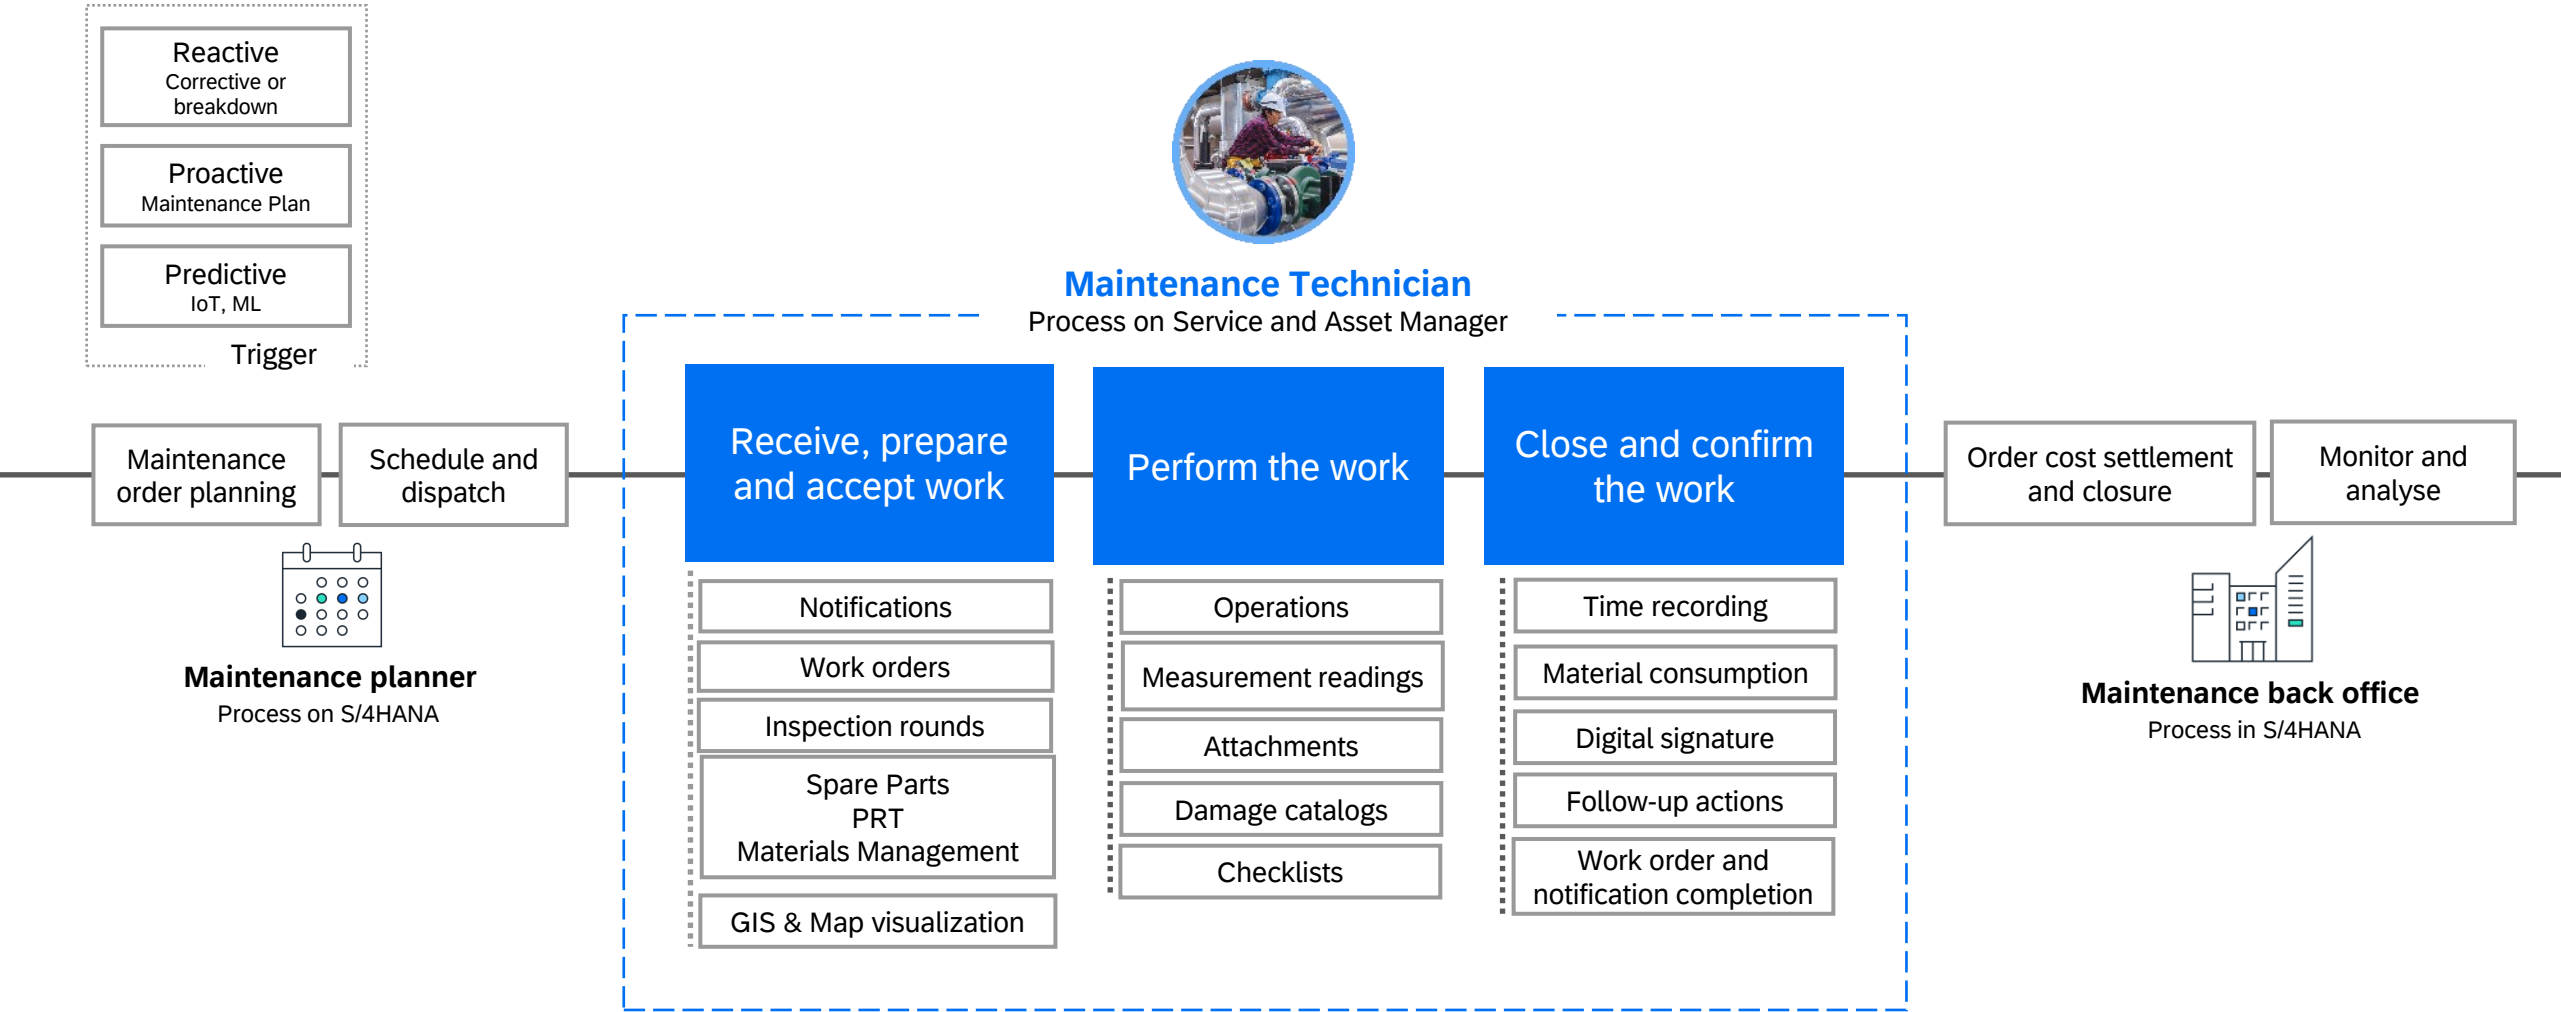 Reactive
Corrective or
breakdown
Proactive
Maintenance Plan
Predictive
IoT, ML
Trigger
Maintenance
order planning
Schedule and
dispatch
Maintenance planner
Process on S/4HANA
Maintenance Technician
Process on Service and Asset Manager
Receive, prepare
and accept work
Notifications
Work orders
Inspection rounds
Spare Parts
PRT
Materials Management
GIS & Map visualization
Perform the work
Operations
Measurement readings
Attachments
Damage catalogs
Checklists
Close and confirm
the work
Time recording
Material consumption
Digital signature
Follow-up actions
Work order and
notification completion
Order cost settlement
and closure
Monitor and
analyse
Maintenance back office
Process in S/4HANA